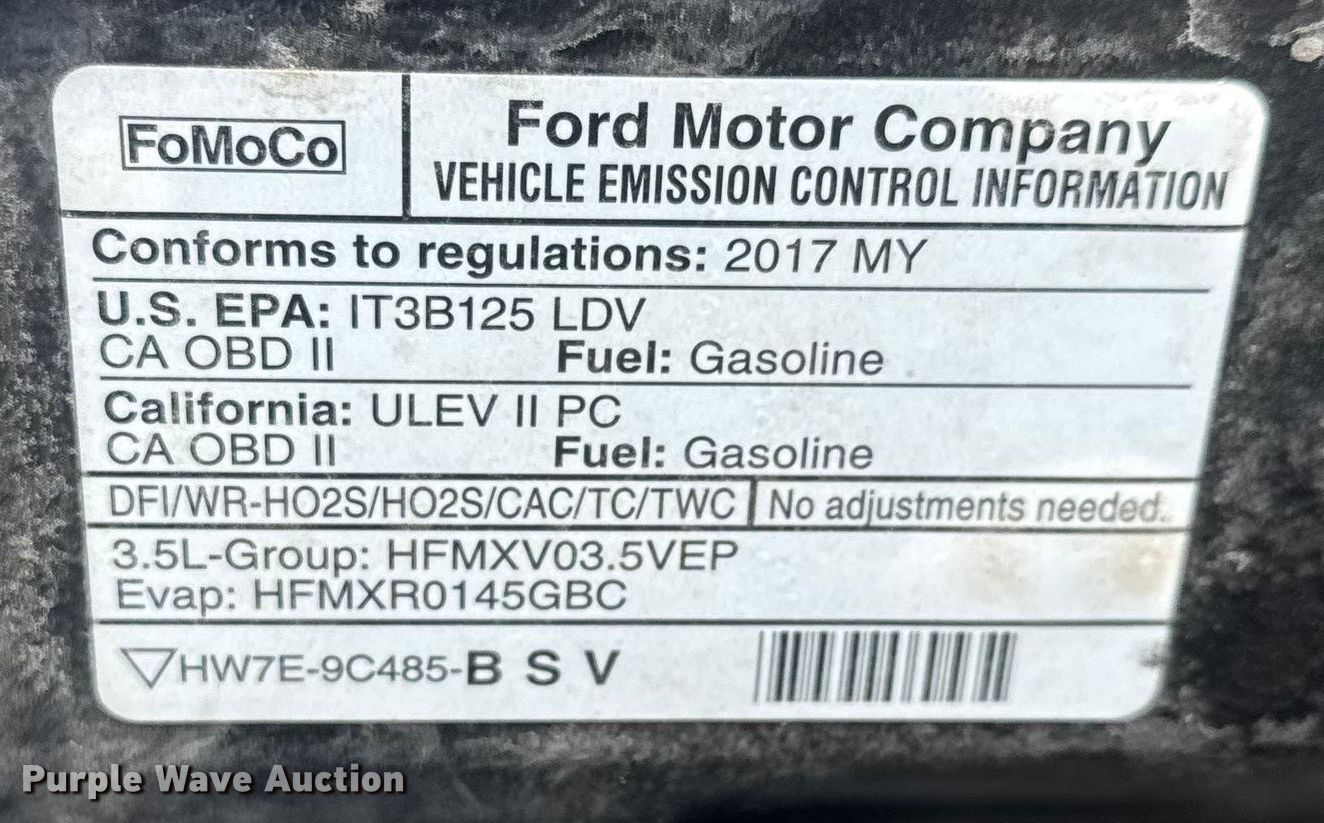 FoMoCo
Ford Motor Company
VEHICLE EMISSION CONTROL INFORMATION
Conforms to regulations: 2017 MY
U.S. EPA: IT3B125 LDV
CA OBD II Fuel: Gasoline
California: ULEV II PC
CA OBD II Fuel: Gasoline
DFI/WR-HO2S/HO2S/CAC/TC/TWC No adjustments needed.
3.5L-Group: HFMXV03.5VEP
Evap: HFMXR0145GBC
HW7E-9C485-B S V
Purple Wave Auction